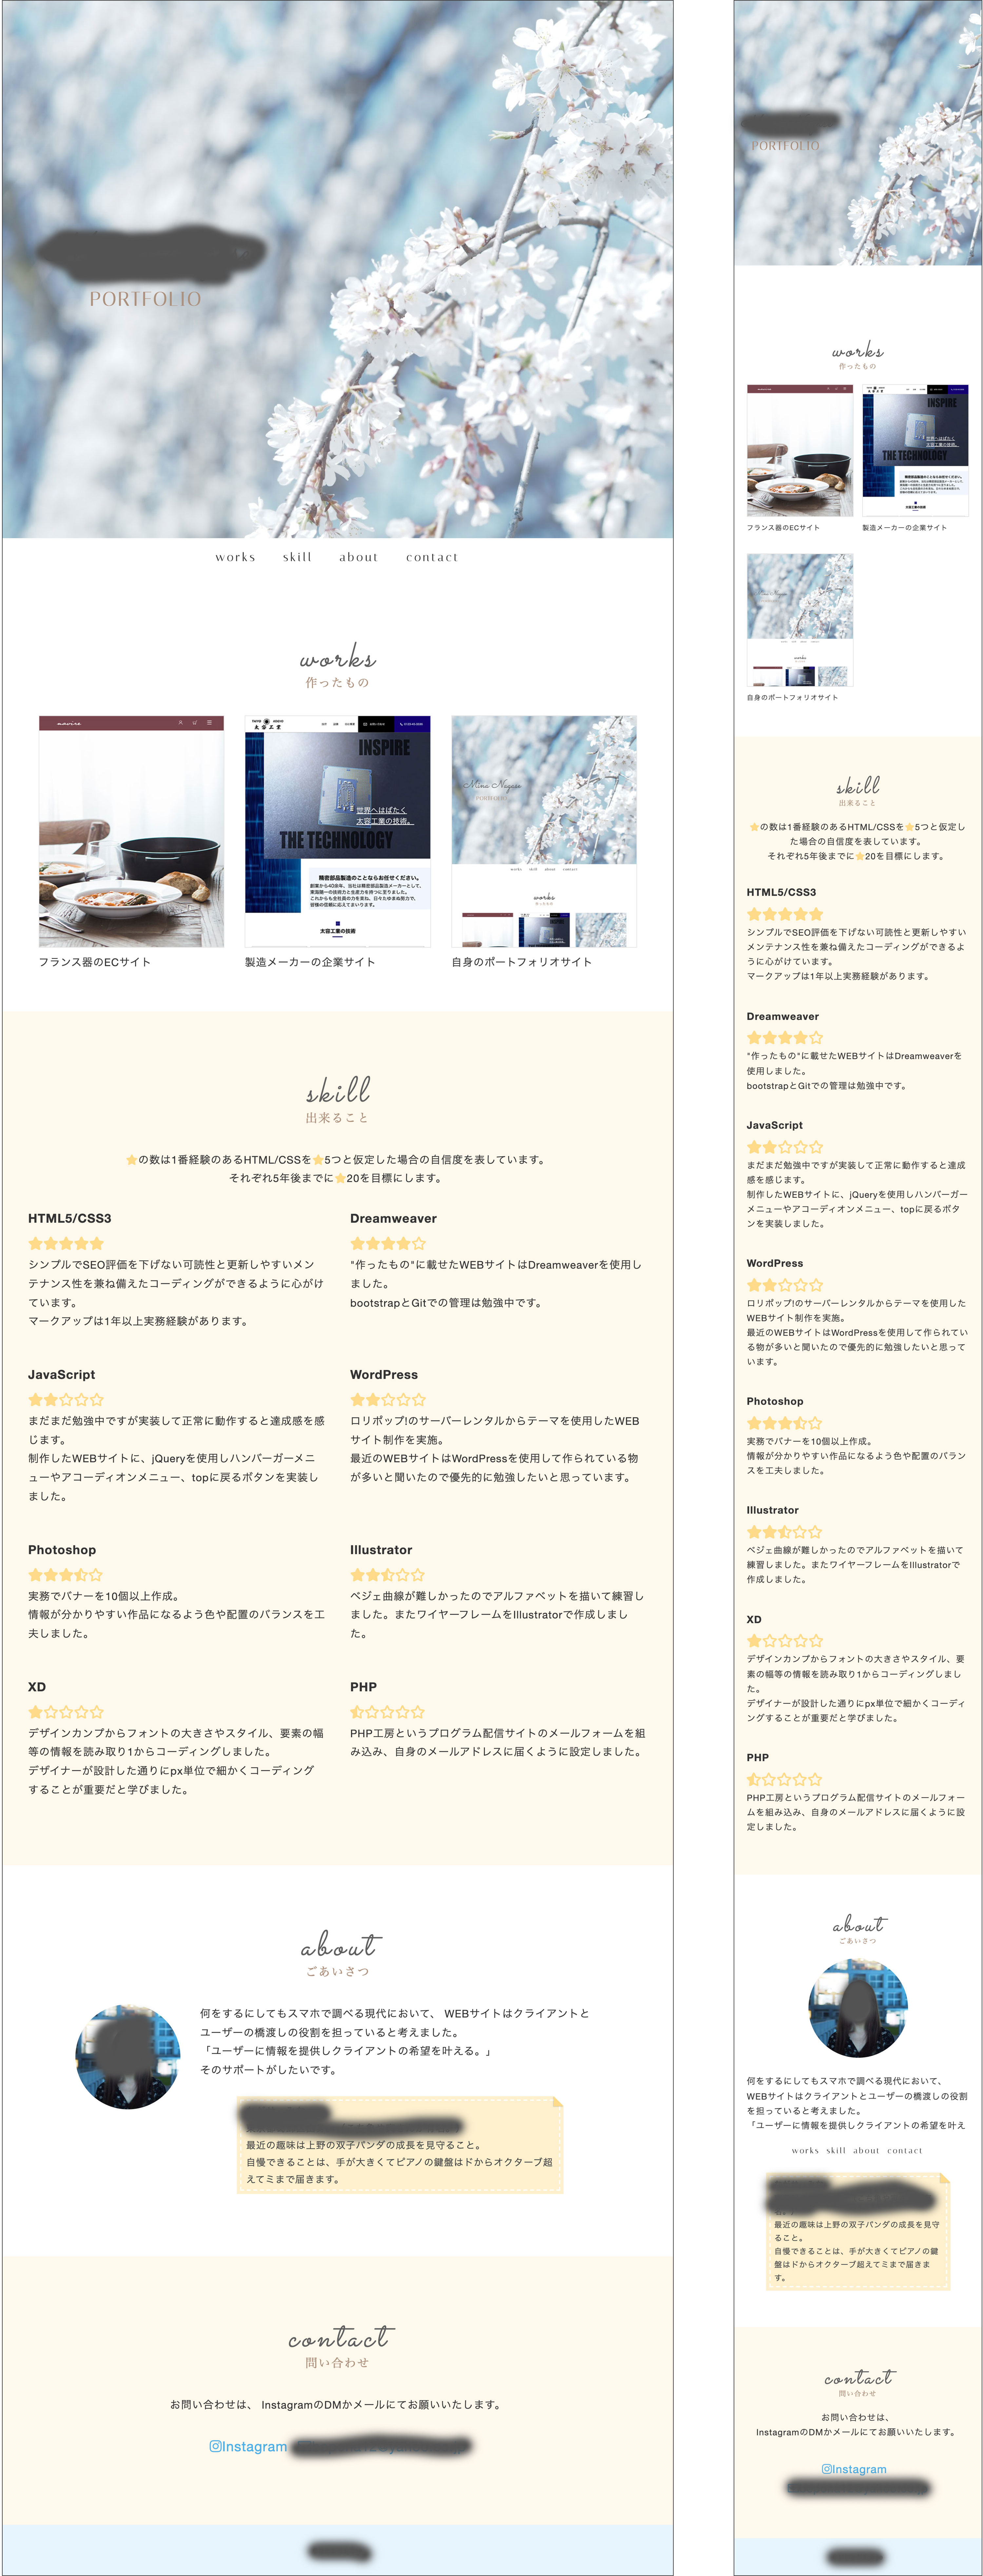 PORTFOLIO
works skill about contact
works
作ったもの
INSPIRE
世界へはばたく
太容工業の技術。
THE TECHNOLOGY
精密部品製造のことならお任せください。
太容工業の技術
works
フランス器のECサイト
製造メーカーの企業サイト
自身のポートフォリオサイト
skill
出来ること
⭐の数は1番経験のあるHTML/CSSを⭐5つと仮定した場合の自信度を表しています。
それぞれ5年後までに⭐20を目標にします。
HTML5/CSS3
シンプルでSEO評価を下げない可読性と更新しやすいメン
テナンス性を兼ね備えたコーディングができるように心がけ
ています。
マークアップは1年以上実務経験があります。
Dreamweaver
"作ったもの"に載せたWEBサイトはDreamweaverを使用し
ました。
bootstrapとGitでの管理は勉強中です。
JavaScript
まだまだ勉強中ですが実装して正常に動作すると達成感を感
じます。
制作したWEBサイトに、jQueryを使用しハンバーガーメニ
ューやアコーディオンメニュー、topに戻るボタンを実装し
ました。
WordPress
ロリポップ!のサーバーレンタルからテーマを使用したWEB
サイト制作を実施。
最近のWEBサイトはWordPressを使用して作られている物
が多いと聞いたので優先的に勉強したいと思っています。
Photoshop
実務でバナーを10個以上作成。
情報が分かりやすい作品になるよう色や配置のバランスを工
夫しました。
Illustrator
ベジェ曲線が難しかったのでアルファベットを描いて練習し
ました。またワイヤーフレームをIllustratorで作成しまし
た。
XD
デザインカンプからフォントの大きさやスタイル、要素の幅
等の情報を読み取り1からコーディングしました。
デザイナーが設計した通りにpx単位で細かくコーディング
することが重要だと学びました。
PHP
PHP工房というプログラム配信サイトのメールフォームを組
み込み、自身のメールアドレスに届くように設定しました。
about
ごあいさつ
何をするにしてもスマホで調べる現代において、 WEBサイトはクライアントと
ユーザーの橋渡しの役割を担っていると考えました。
「ユーザーに情報を提供しクライアントの希望を叶える。」
そのサポートがしたいです。
最近の趣味は上野の双子パンダの成長を見守ること。
自慢できることは、手が大きくてピアノの鍵盤はドからオクターブ超
えてミまで届きます。
contact
問い合わせ
お問い合わせは、 InstagramのDMかメールにてお願いいたします。
Instagram
PORTFOLIO
works
作ったもの
INSPIRE
世界へはばたく
太容工業の技術。
THE TECHNOLOGY
フランス器のECサイト
製造メーカーの企業サイト
自身のポートフォリオサイト
skill
出来ること
⭐の数は1番経験のあるHTML/CSSを⭐5つと仮定し
た場合の自信度を表しています。
それぞれ5年後までに⭐20を目標にします。
HTML5/CSS3
シンプルでSEO評価を下げない可読性と更新しやすい
メンテナンス性を兼ね備えたコーディングができるよ
うに心がけています。
マークアップは1年以上実務経験があります。
Dreamweaver
"作ったもの"に載せたWEBサイトはDreamweaverを
使用しました。
bootstrapとGitでの管理は勉強中です。
JavaScript
まだまだ勉強中ですが実装して正常に動作すると達成
感を感じます。
制作したWEBサイトに、jQueryを使用しハンバーガー
メニューやアコーディオンメニュー、topに戻るボタ
ンを実装しました。
WordPress
ロリポップ!のサーバーレンタルからテーマを使用した
WEBサイト制作を実施。
最近のWEBサイトはWordPressを使用して作られてい
る物が多いと聞いたので優先的に勉強したいと思って
います。
Photoshop
実務でバナーを10個以上作成。
情報が分かりやすい作品になるよう色や配置のバラン
スを工夫しました。
Illustrator
ベジェ曲線が難しかったのでアルファベットを描いて
練習しました。またワイヤーフレームをIllustratorで
作成しました。
XD
デザインカンプからフォントの大きさやスタイル、要
素の幅等の情報を読み取り1からコーディングしまし
た。
デザイナーが設計した通りにpx単位で細かくコーディ
ングすることが重要だと学びました。
PHP
PHP工房というプログラム配信サイトのメールフォー
ムを組み込み、自身のメールアドレスに届くように設
定しました。
about
ごあいさつ
何をするにしてもスマホで調べる現代において、
WEBサイトはクライアントとユーザーの橋渡しの役割
を担っていると考えました。
「ユーザーに情報を提供しクライアントの希望を叶え
works skill about contact
最近の趣味は上野の双子パンダの成長を見守
ること。
自慢できることは、手が大きくてピアノの鍵
盤はドからオクターブ超えてミまで届きま
す。
contact
問い合わせ
お問い合わせは、
InstagramのDMかメールにてお願いいたします。
Instagram